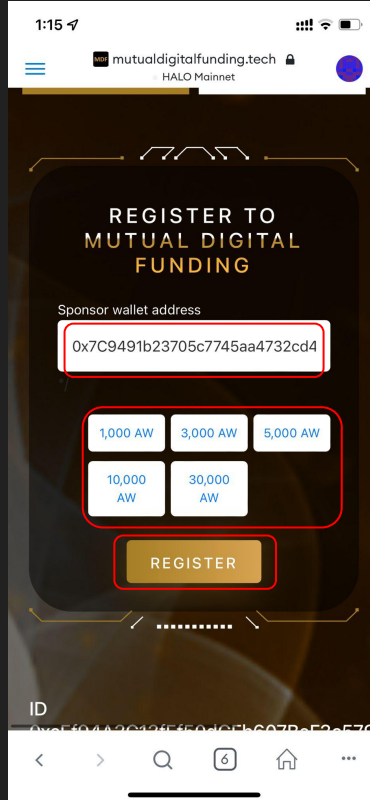 1:15
MDF mutualdigitalfunding.tech
HALO Mainnet
REGISTER TO
MUTUAL DIGITAL
FUNDING
Sponsor wallet address
0x7C9491b23705c7745aa4732cd4
1,000 AW 3,000 AW 5,000 AW
10,000 30,000
AW AW
REGISTER
ID
6